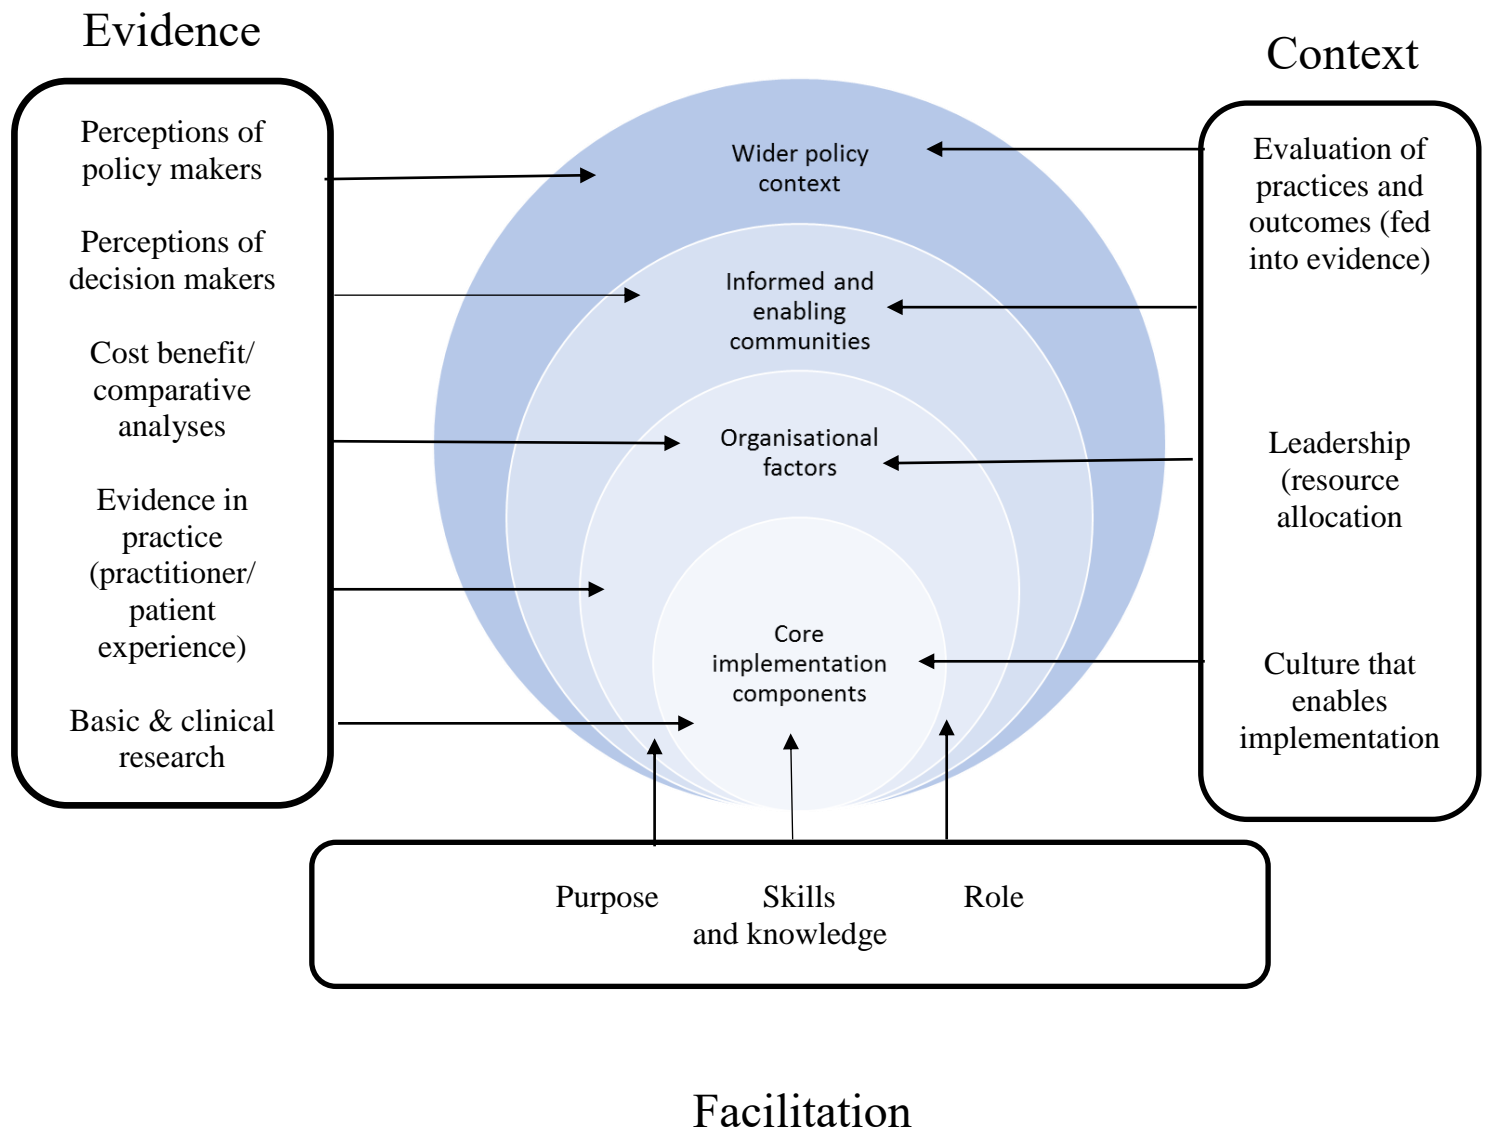 Evidence
Perceptions of
policy makers
Perceptions of
decision makers
Cost benefit/
comparative
analyses
Evidence in
practice
(practitioner/
patient
experience)
Basic & clinical
research
Wider policy
context
Informed and
enabling
communities
Organisational
factors
Core
implementation
components
Context
Evaluation of
practices and
outcomes (fed
into evidence)
Leadership
(resource
allocation
Culture that
enables
implementation
Purpose Skills Role
and knowledge
Facilitation